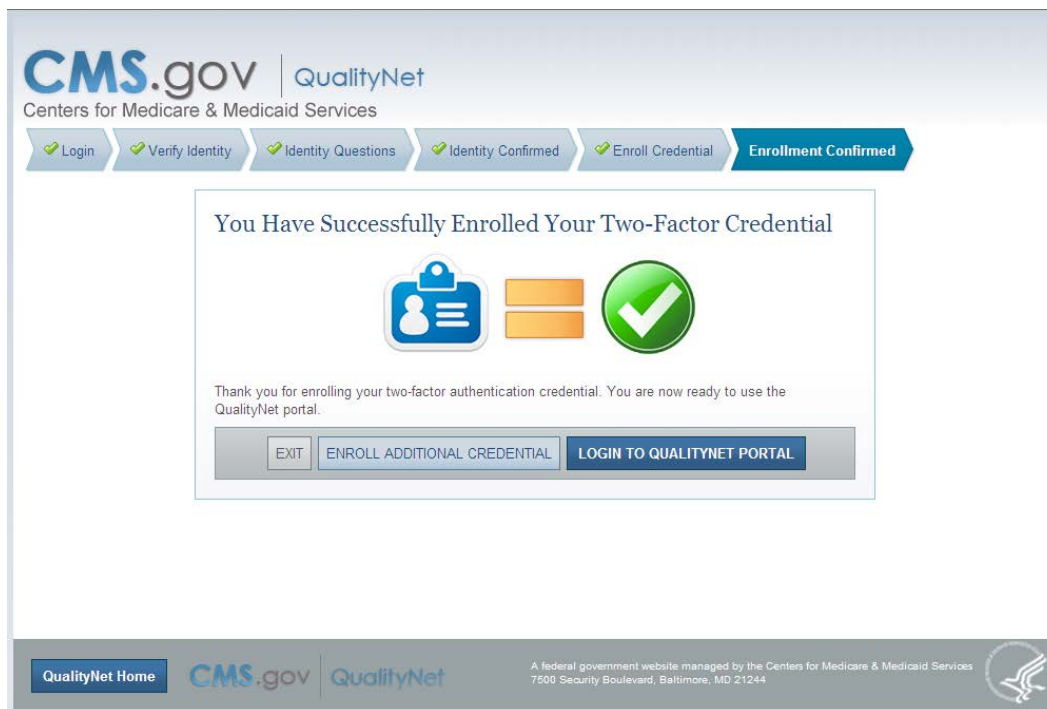 CMS.gov QualityNet
Centers for Medicare & Medicaid Services
Login Verify Identity Identity Questions Identity Confirmed Enroll Credential Enrollment Confirmed
You Have Successfully Enrolled Your Two-Factor Credential
Thank you for enrolling your two-factor authentication credential. You are now ready to use the
QualityNet portal.
EXIT ENROLL ADDITIONAL CREDENTIAL LOGIN TO QUALITYNET PORTAL
QualityNet Home CMS.gov QualityNet
A federal government website managed by the Centers for Medicare & Medicaid Services
7500 Security Boulevard, Baltimore, MD 21244